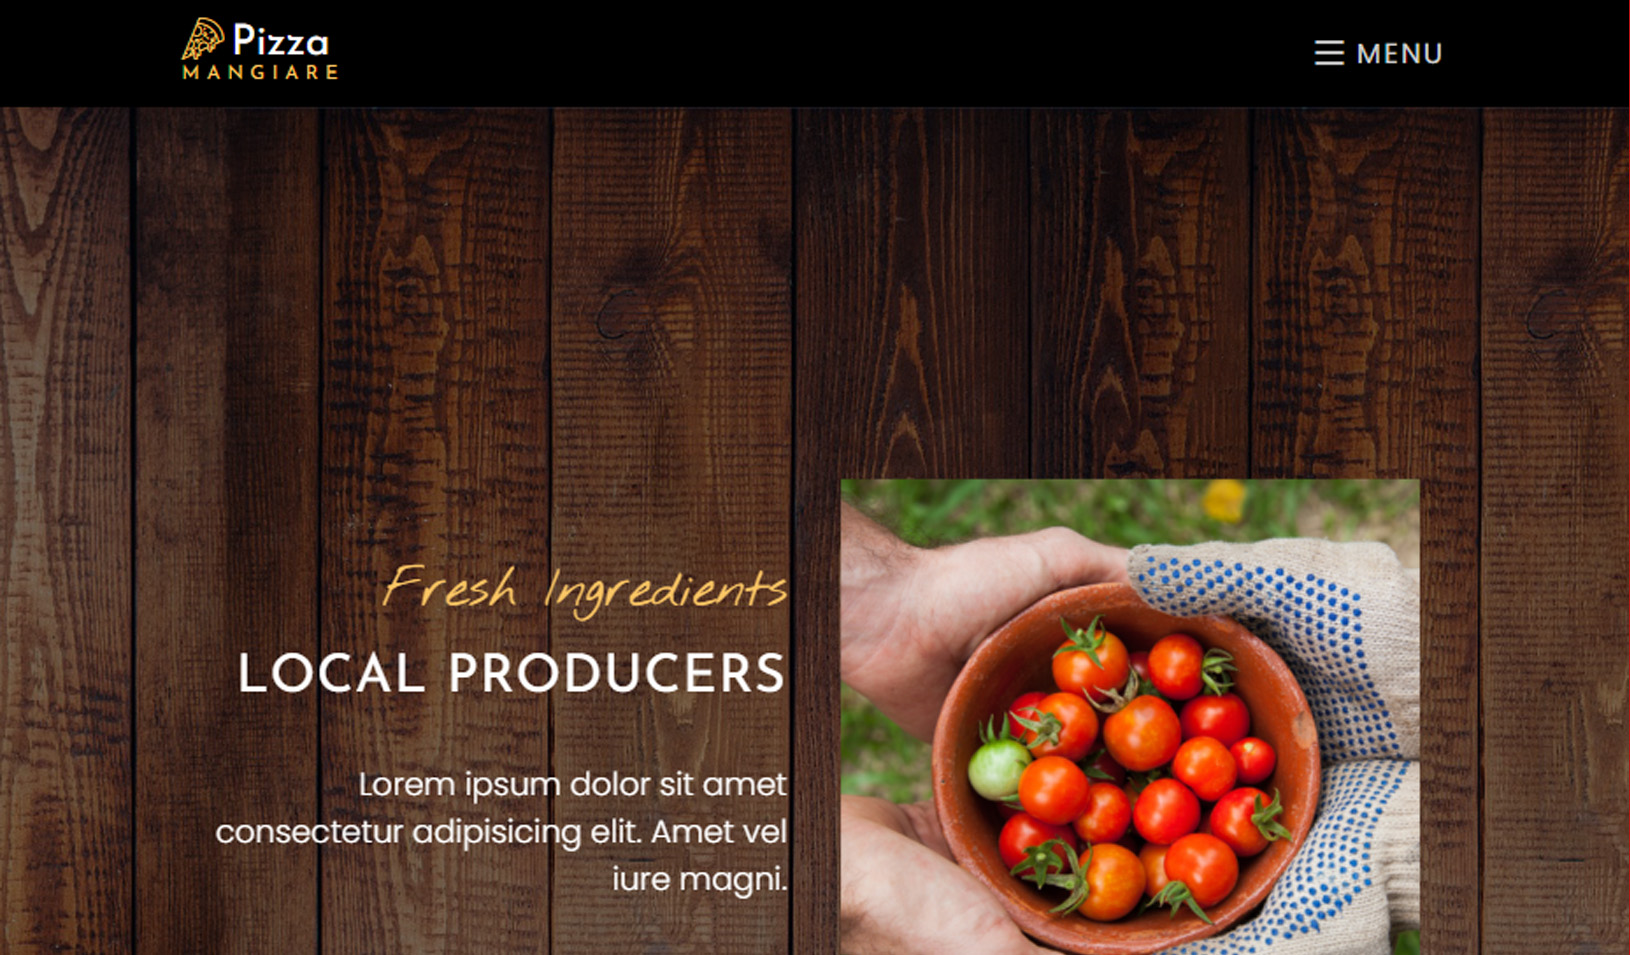 Pizza
MANGIARE
MENU
Fresh Ingredients
LOCAL PRODUCERS
Lorem ipsum dolor sit amet
consectetur adipisicing elit. Amet vel
iure magni.